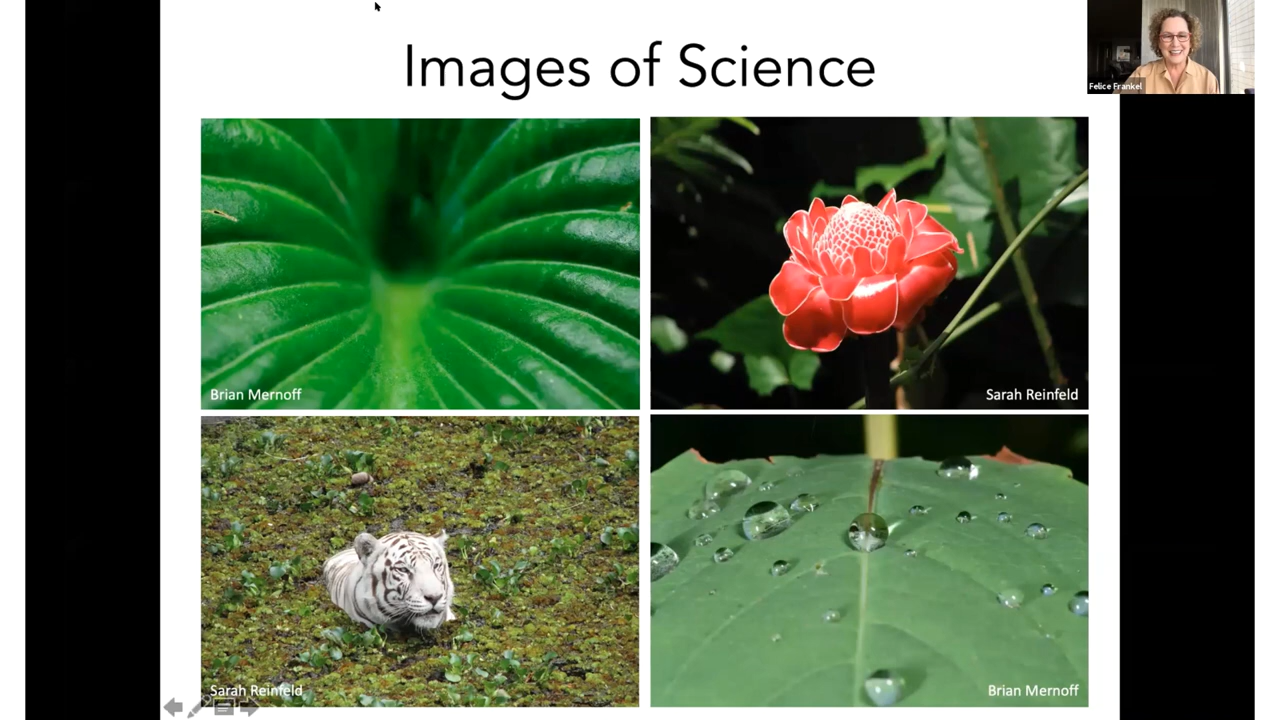 Images of Science
Felice Frankel
Brian Mernoff
Sarah Reinfeld
Sarah Reinfeld
Brian Mernoff